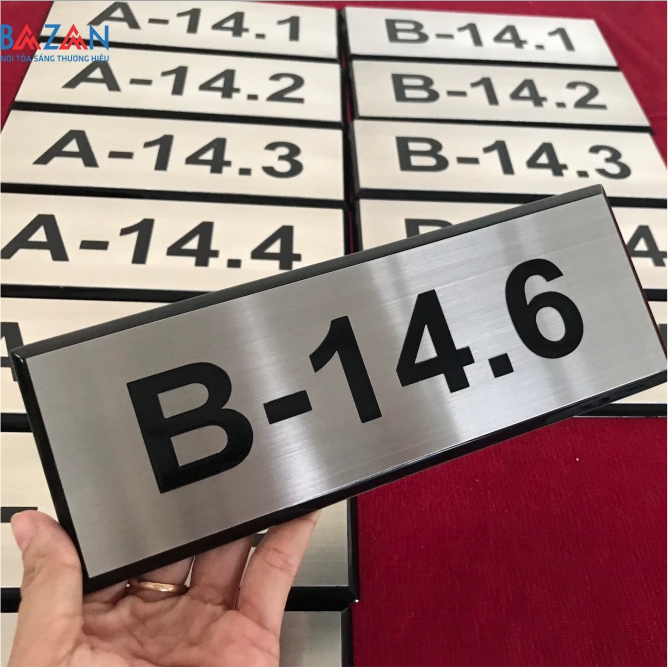 BAZAN
NƠI TỎA SÁNG THƯƠNG HIỆU
A-14.1
B-14.1
A-14.2
B-14.2
A-14.3
B-14.3
A-14.4
B-14.6